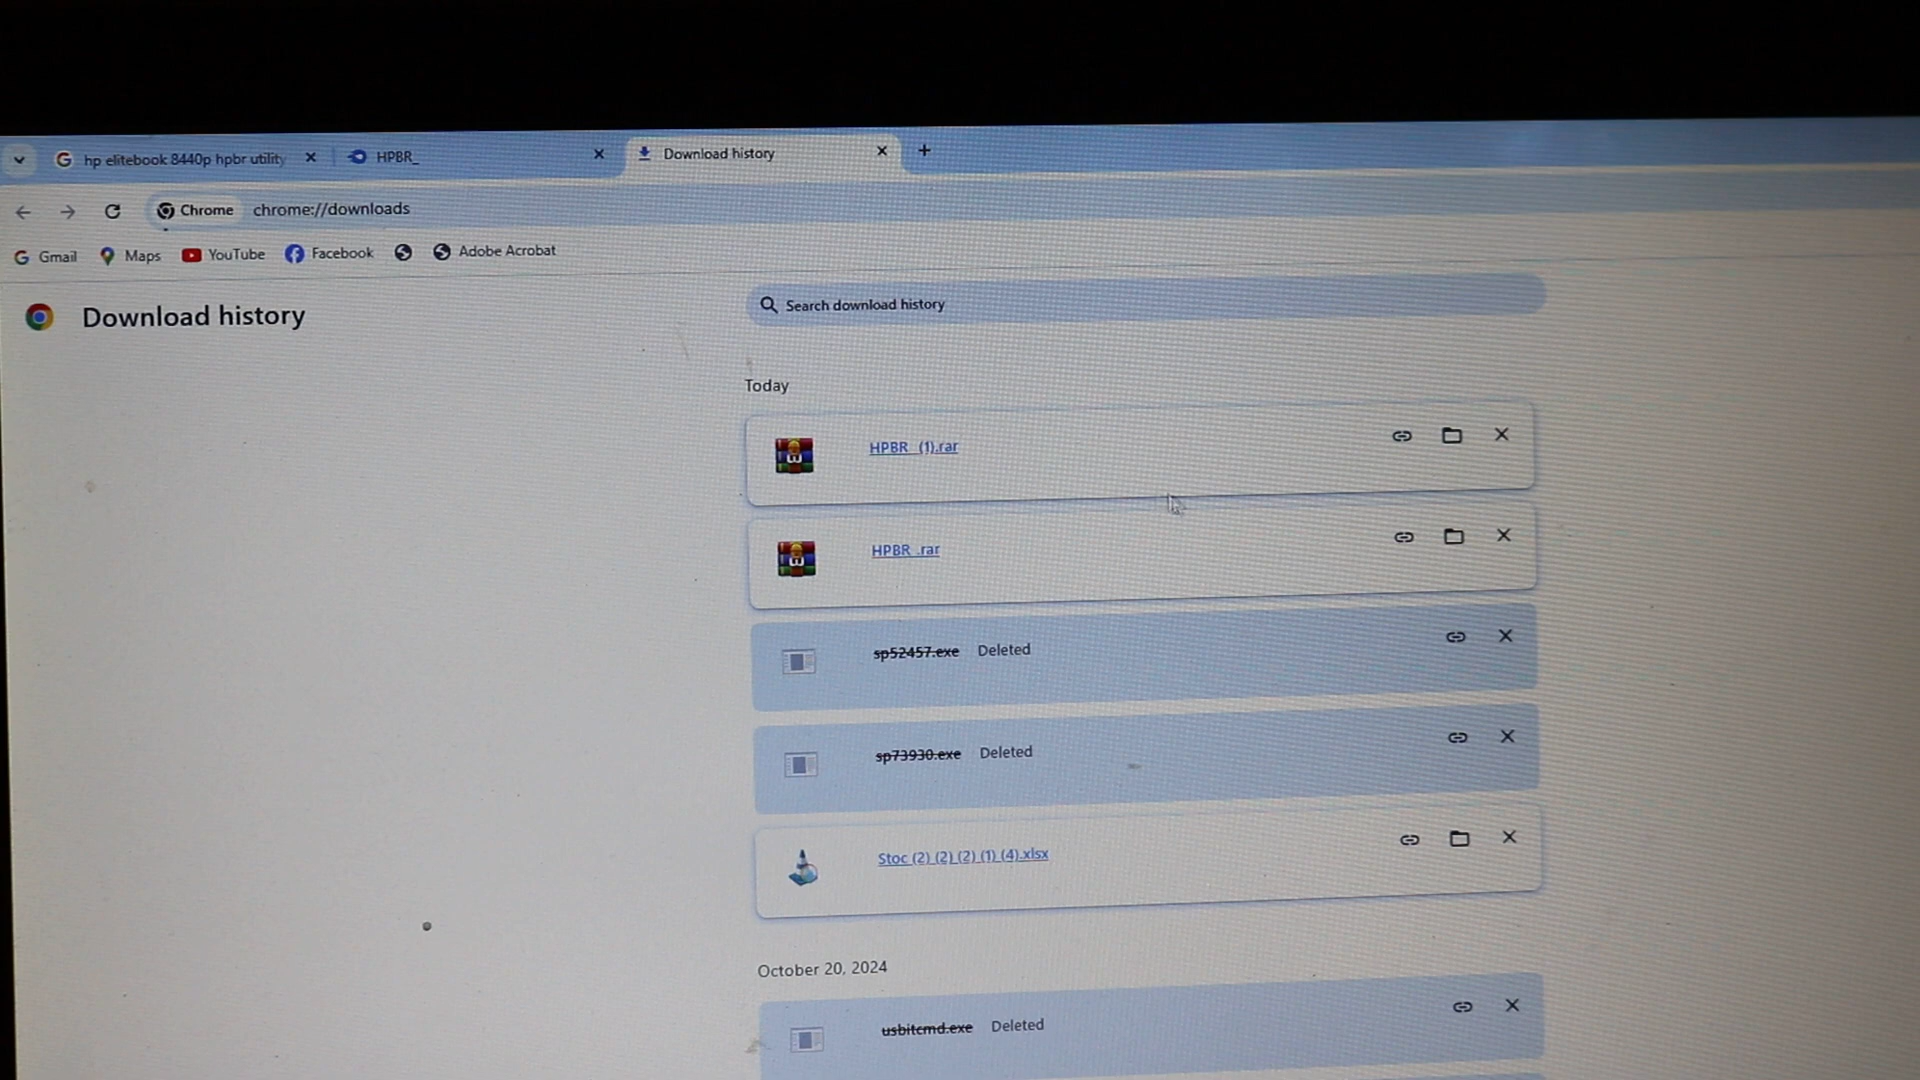 hp elitebook 8440p hpbr utility
HPBR_
Download history
Chrome
chrome://downloads
Gmail
Maps
YouTube
Facebook
Adobe Acrobat
Download history
Search download history
Today
HPBR_ (1).rar
HPBR_.rar
sp52457.exe Deleted
sp73930.exe Deleted
Stoc (2) (2) (2) (1) (4).xlsx
October 20, 2024
usbitcmd.exe Deleted